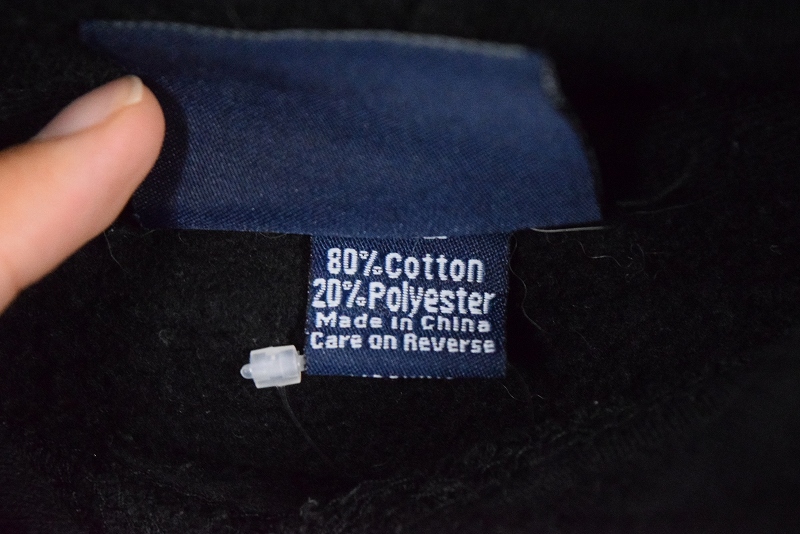 80% Cotton
20% Polyester
Made in China
Care on Reverse